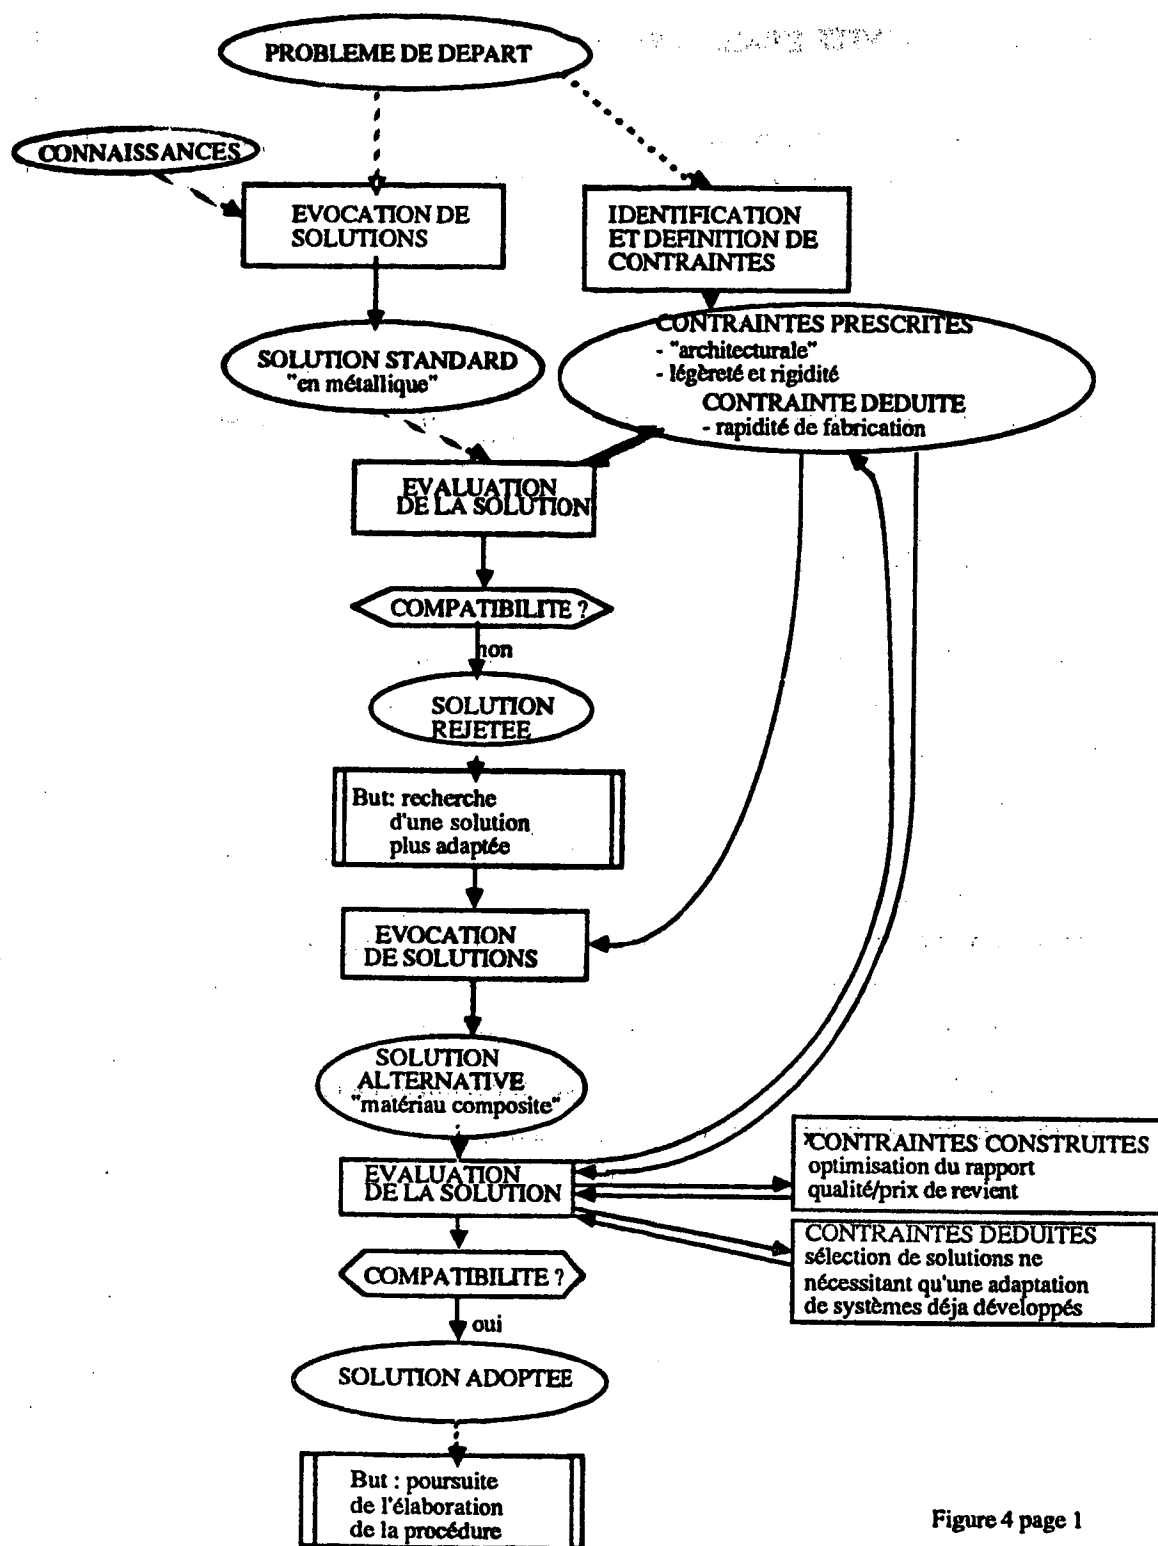 PROBLEME DE DEPART
CONNAISSANCES
EVOCATION DE
SOLUTIONS
IDENTIFICATION
ET DEFINITION DE
CONTRAINTES
CONTRAINTES PRESCRITES
- "architecturale"
- légèreté et rigidité
CONTRAINTE DEDUITE
- rapidité de fabrication
SOLUTION STANDARD
"en métallique"
EVALUATION
DE LA SOLUTION
COMPATIBILITE ?
non
SOLUTION
REJETEE
But: recherche
d'une solution
plus adaptée
EVOCATION
DE SOLUTIONS
SOLUTION
ALTERNATIVE
"matériau composite"
EVALUATION
DE LA SOLUTION
CONTRAINTES CONSTRUITES
optimisation du rapport
qualité/prix de revient
CONTRAINTES DEDUITES
sélection de solutions ne
nécessitant qu'une adaptation
de systèmes déja développés
COMPATIBILITE ?
oui
SOLUTION ADOPTEE
But : poursuite
de l'élaboration
de la procédure
Figure 4 page 1